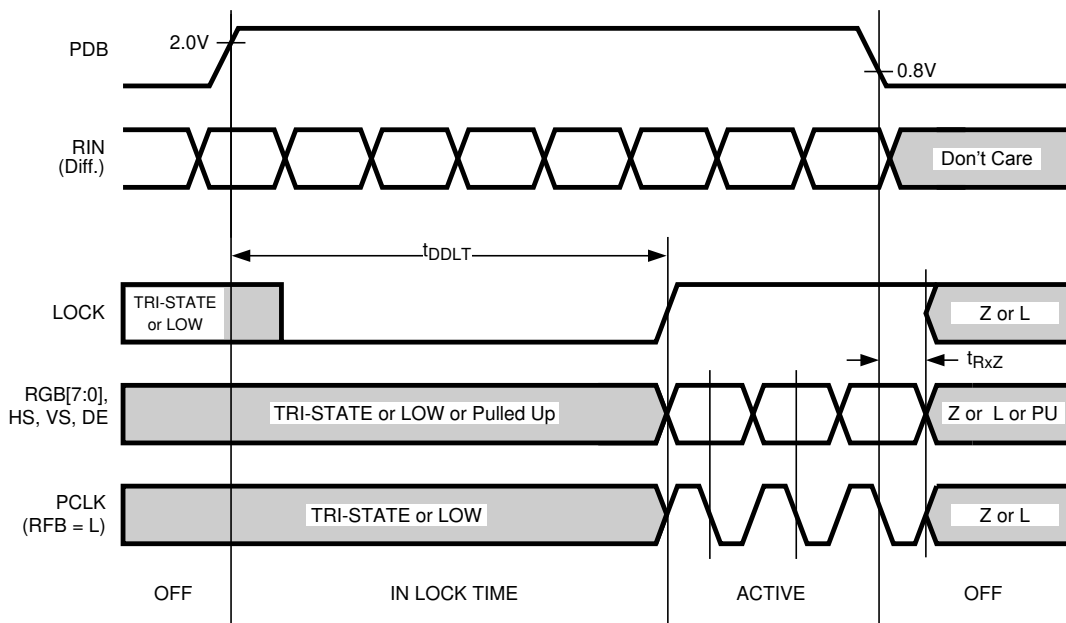 PDB
2.0V
0.8V
RIN
(Diff.)
Don't Care
tDDLT
LOCK
TRI-STATE
or LOW
Z or L
tRxZ
RGB[7:0],
HS, VS, DE
TRI-STATE or LOW or Pulled Up
Z or L or PU
PCLK
(RFB = L)
TRI-STATE or LOW
Z or L
OFF
IN LOCK TIME
ACTIVE
OFF